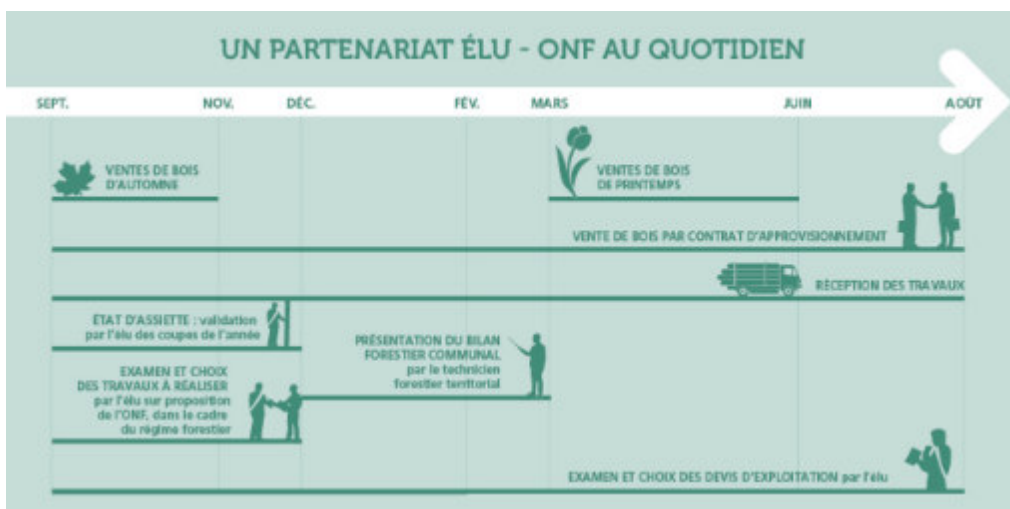 UN PARTENARIAT ÉLU - ONF AU QUOTIDIEN
SEPT. NOV. DÉC. FÉV. MARS JUIN AOÛT
VENTES DE BOIS
D'AUTOMNE
VENTES DE BOIS
DE PRINTEMPS
VENTE DE BOIS PAR CONTRAT D'APPROVISIONNEMENT
RÉCEPTION DES TRAVAUX
ÉTAT D'ASSIETTE : validation
par l'élu des coupes de l'année
PRÉSENTATION DU BILAN
FORESTIER COMMUNAL
par le technicien
forestier territorial
EXAMEN ET CHOIX
DES TRAVAUX À RÉALISER
par l'élu sur proposition
de l'ONF, dans le cadre
du régime forestier
EXAMEN ET CHOIX DES DEVIS D'EXPLOITATION par l'élu